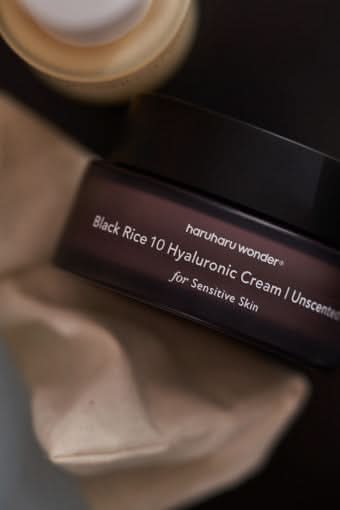 haruharu wonder®
Black Rice 10 Hyaluronic Cream | Unscented
for Sensitive Skin